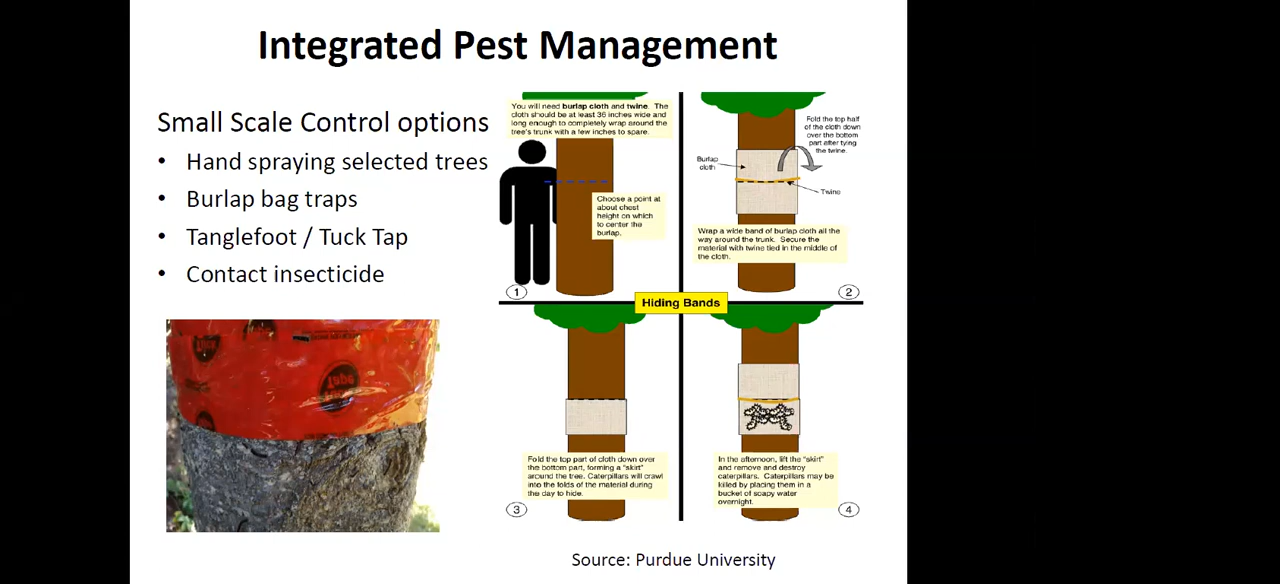 Integrated Pest Management
Small Scale Control options
• Hand spraying selected trees
• Burlap bag traps
• Tanglefoot / Tuck Tap
• Contact insecticide
You will need burlap cloth and twine. The
cloth should be at least 36 inches wide and
long enough to completely wrap around the
tree's trunk with a few inches to spare.
Choose a point at
about chest
height on which
to center the
burlap.
1
Fold the top half
of the cloth down
over the bottom
part after tying
the twine.
Burlap
cloth
Twine
Wrap a wide band of burlap cloth all the
way around the trunk. Secure the
material with twine tied in the middle of
the cloth.
2
Hiding Bands
Fold the top part of cloth down over
the bottom part, forming a "skirt"
around the tree. Caterpillars will crawl
into the folds of the material during
the day to hide.
3
In the afternoon, lift the "skirt"
and remove and destroy
caterpillars. Caterpillars may be
killed by placing them in a
bucket of soapy water
overnight.
4
Tape
Source: Purdue University